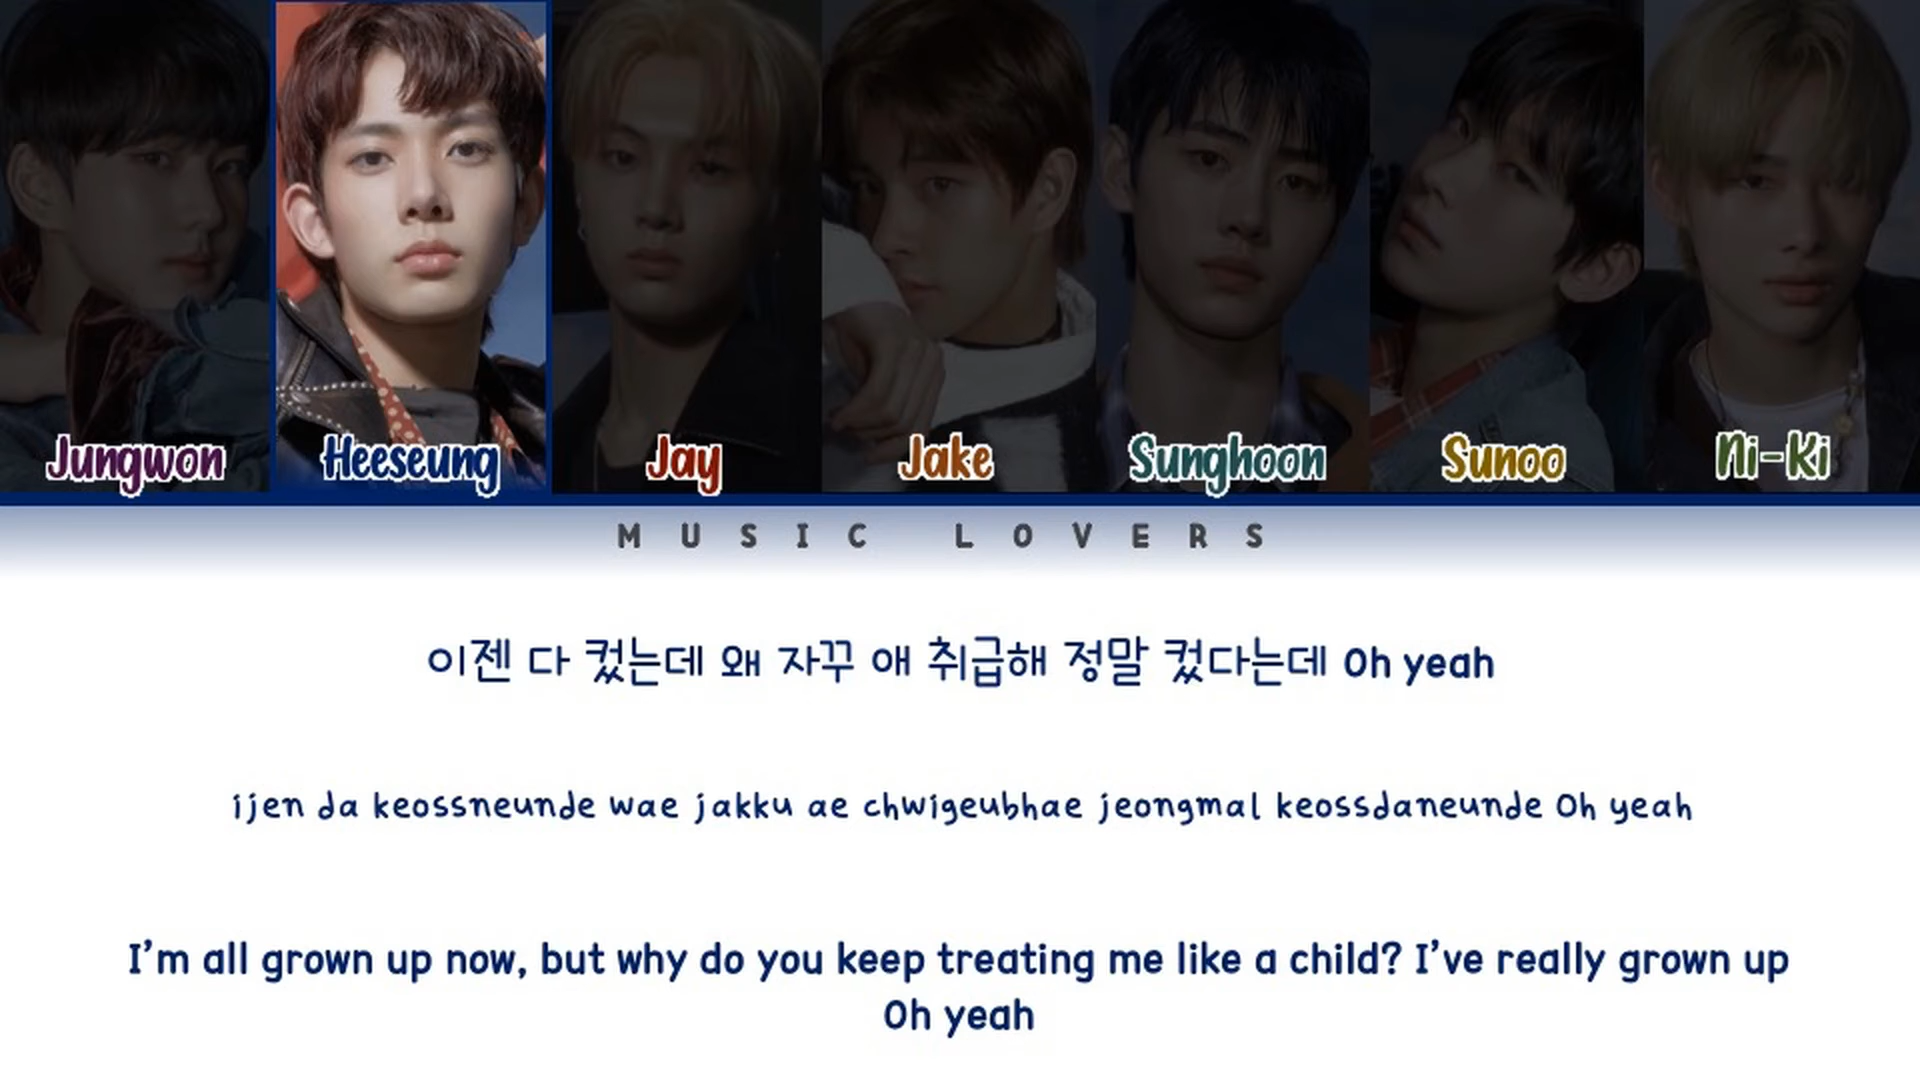 Jungwon Heeseung Jay Jake Sunghoon Sunoo Ni-Ki
MUSIC LOVERS
이젠 다 컸는데 왜 자꾸 애 취급해 정말 컸다는데 Oh yeah
ijen da keossneunde wae jakku ae chwigeubhae jeongmal keossdaneunde Oh yeah
I'm all grown up now, but why do you keep treating me like a child? I've really grown up
Oh yeah